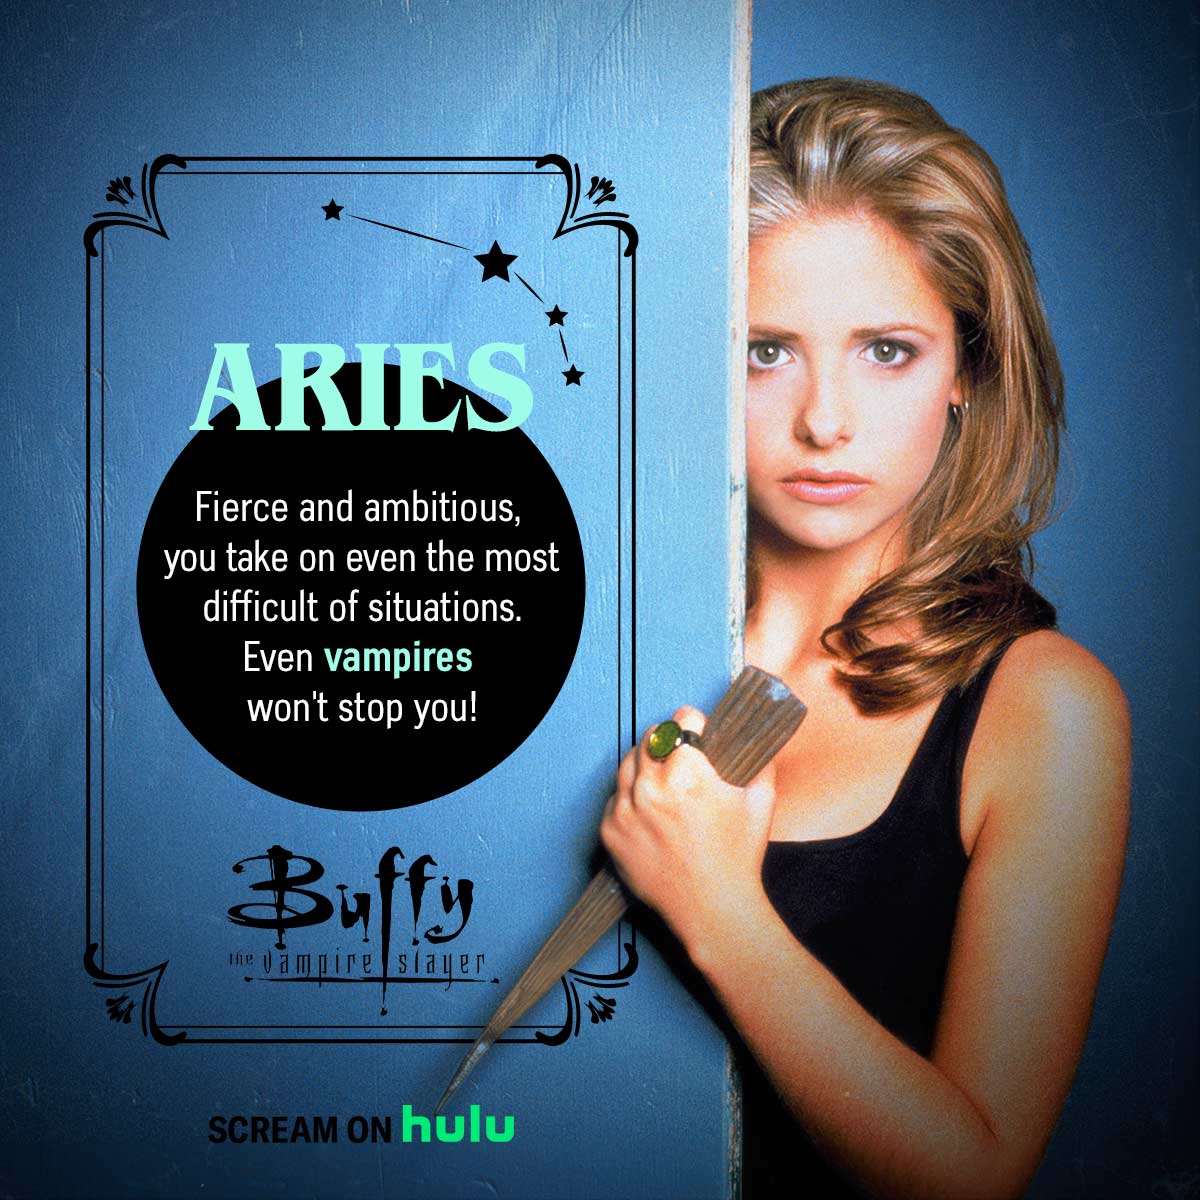 ARIES
Fierce and ambitious,
you take on even the most
difficult of situations.
Even vampires
won't stop you!
Buffy
the vampire slayer
SCREAM ON hulu